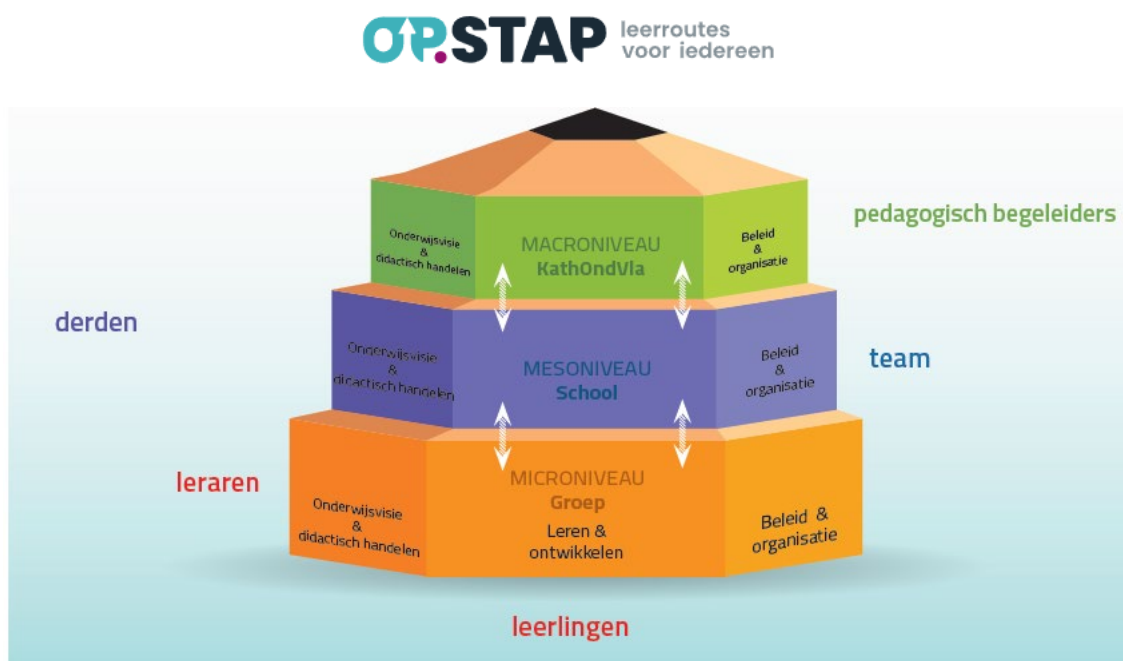 OP.STAP leerroutes
voor iedereen
pedagogisch begeleiders
Onderwijsvisie
&
didactisch handelen
MACRONIVEAU
KathOndVla
Beleid
&
organisatie
derden
Onderwijsvisie
&
didactisch handelen
MESONIVEAU
School
Beleid
&
organisatie
team
leraren
Onderwijsvisie
&
didactisch handelen
MICRONIVEAU
Groep
Leren &
ontwikkelen
Beleid &
organisatie
leerlingen